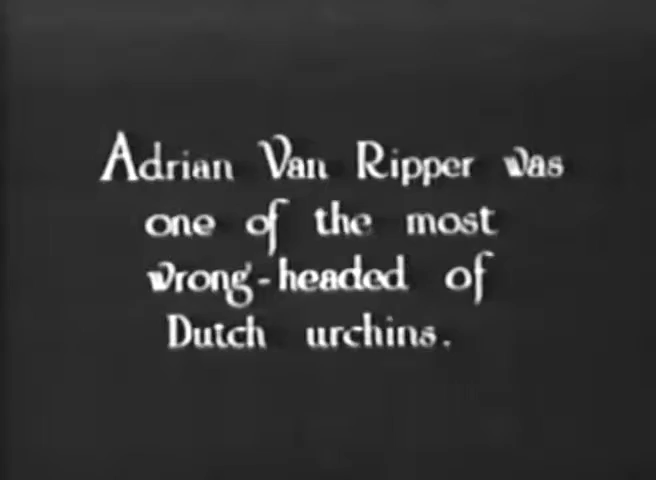 Adrian Van Ripper was
one of the most
wrong-headed of
Dutch urchins.